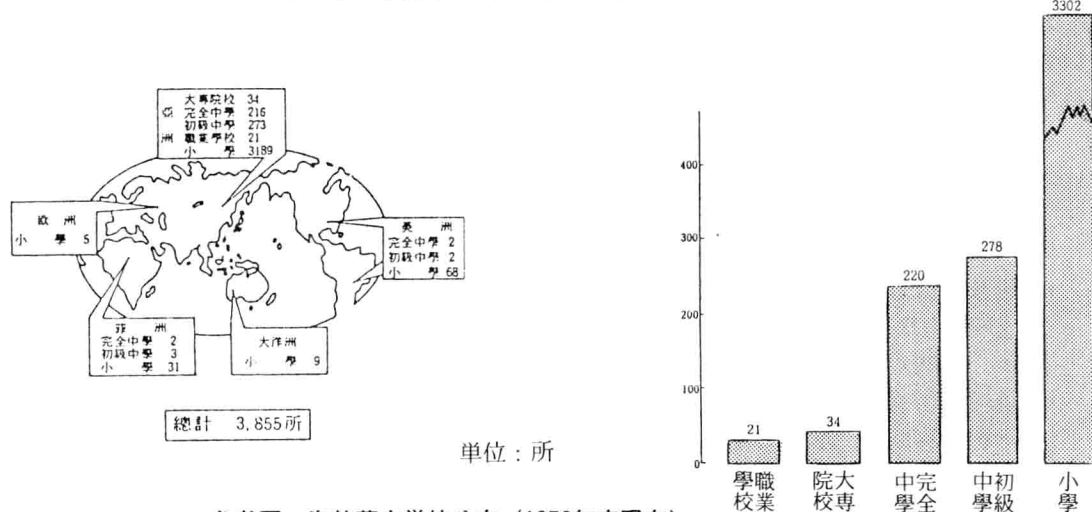 亞洲
大專院校 34
完全中學 216
初級中學 273
職業學校 21
小學 3189
歐洲
小學 5
美洲
完全中學 2
初級中學 2
小學 68
菲洲
完全中學 2
初級中學 3
小學 31
大洋洲
小學 9
總計 3,855所
単位：所
400
300
200
100
0
21
34
220
278
3302
職業學校
大専院校
完全中學
初級中學
小學